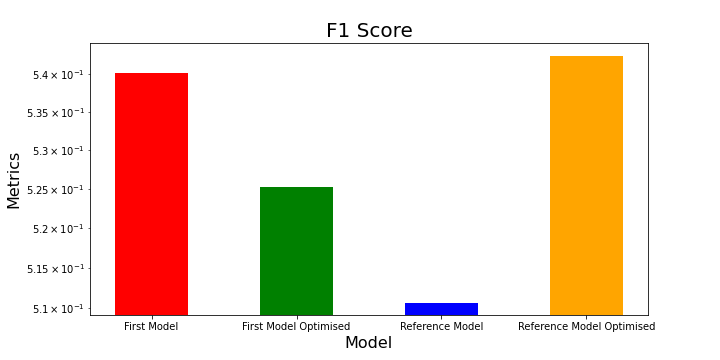 F1 Score
Metrics
5.4 × 10⁻¹
5.35 × 10⁻¹
5.3 × 10⁻¹
5.25 × 10⁻¹
5.2 × 10⁻¹
5.15 × 10⁻¹
5.1 × 10⁻¹
First Model First Model Optimised Reference Model Reference Model Optimised
Model